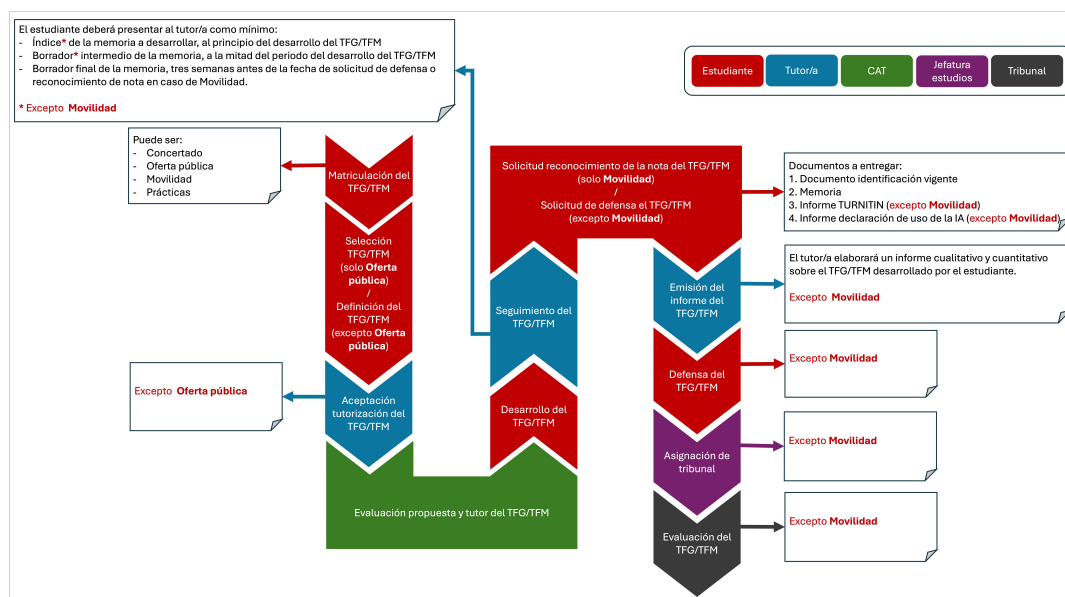 El estudiante deberá presentar al tutor/a como mínimo:
- Índice* de la memoria a desarrollar, al principio del desarrollo del TFG/TFM
- Borrador* intermedio de la memoria, a la mitad del periodo del desarrollo del TFG/TFM
- Borrador final de la memoria, tres semanas antes de la fecha de solicitud de defensa o
reconocimiento de nota en caso de Movilidad.
* Excepto Movilidad
Estudiante
Tutor/a
CAT
Jefatura
estudios
Tribunal
Puede ser:
- Concertado
- Oferta pública
- Movilidad
- Prácticas
Matriculación del
TFG/TFM
Selección
TFG/TFM
(solo Oferta
pública)
/
Definición del
TFG/TFM
(excepto Oferta
pública)
Excepto Oferta pública
Aceptación
tutorización del
TFG/TFM
Evaluación propuesta y tutor del TFG/TFM
Desarrollo del
TFG/TFM
Seguimiento del
TFG/TFM
Solicitud reconocimiento de la nota del TFG/TFM
(solo Movilidad)
/
Solicitud de defensa el TFG/TFM
(excepto Movilidad)
Documentos a entregar:
1. Documento identificación vigente
2. Memoria
3. Informe TURNITIN (excepto Movilidad)
4. Informe declaración de uso de la IA (excepto Movilidad)
Emisión del
informe del
TFG/TFM
El tutor/a elaborará un informe cualitativo y cuantitativo
sobre el TFG/TFM desarrollado por el estudiante.
Excepto Movilidad
Defensa del
TFG/TFM
Excepto Movilidad
Asignación de
tribunal
Excepto Movilidad
Evaluación del
TFG/TFM
Excepto Movilidad